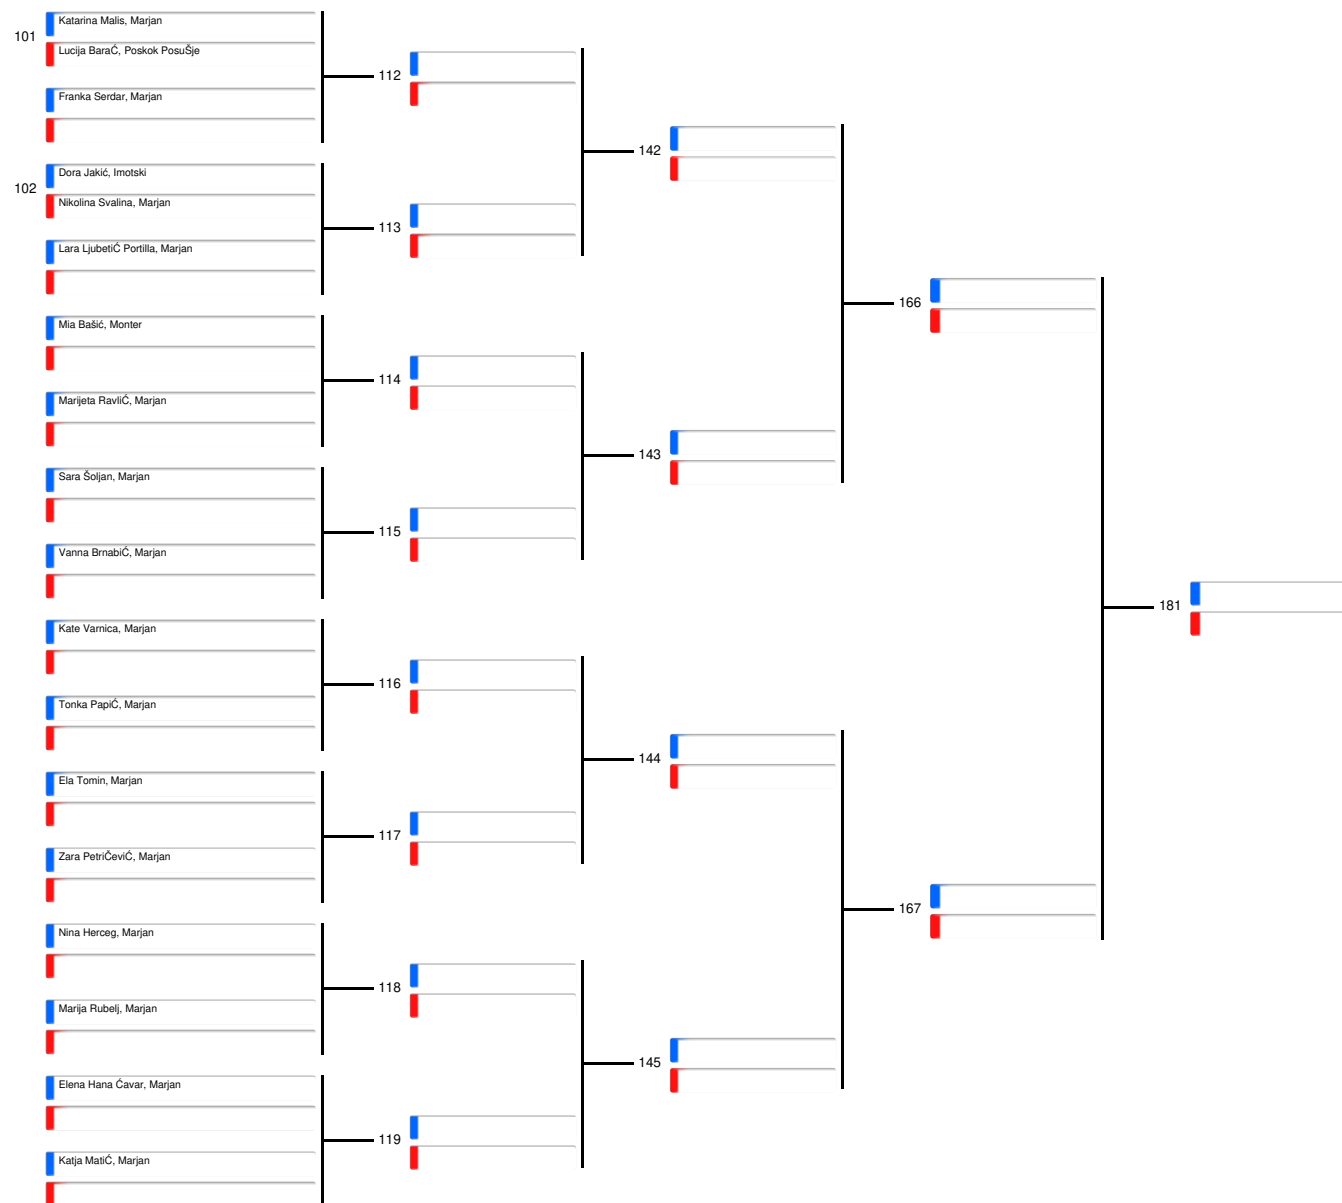 101
Katarina Malis, Marjan
Lucija BaraĆ, Poskok PosuŠje
112
Franka Serdar, Marjan
142
102
Dora Jakić, Imotski
Nikolina Svalina, Marjan
113
Lara LjubetiĆ Portilla, Marjan
166
Mia Bašić, Monter
114
Marijeta RavliĆ, Marjan
143
Sara Šoljan, Marjan
115
Vanna BrnabiĆ, Marjan
181
Kate Varnica, Marjan
116
Tonka PapiĆ, Marjan
144
Ela Tomin, Marjan
117
Zara PetriČeviĆ, Marjan
167
Nina Herceg, Marjan
118
Marija Rubelj, Marjan
145
Elena Hana Ćavar, Marjan
119
Katja MatiĆ, Marjan